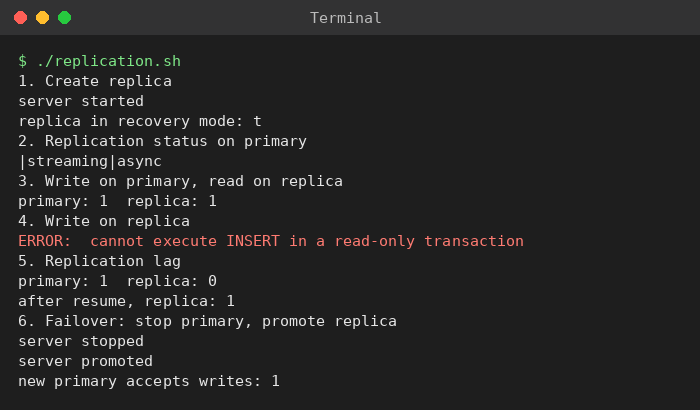 Terminal
$ ./replication.sh
1. Create replica
server started
replica in recovery mode: t
2. Replication status on primary
|streaming|async
3. Write on primary, read on replica
primary: 1  replica: 1
4. Write on replica
ERROR:  cannot execute INSERT in a read-only transaction
5. Replication lag
primary: 1  replica: 0
after resume, replica: 1
6. Failover: stop primary, promote replica
server stopped
server promoted
new primary accepts writes: 1